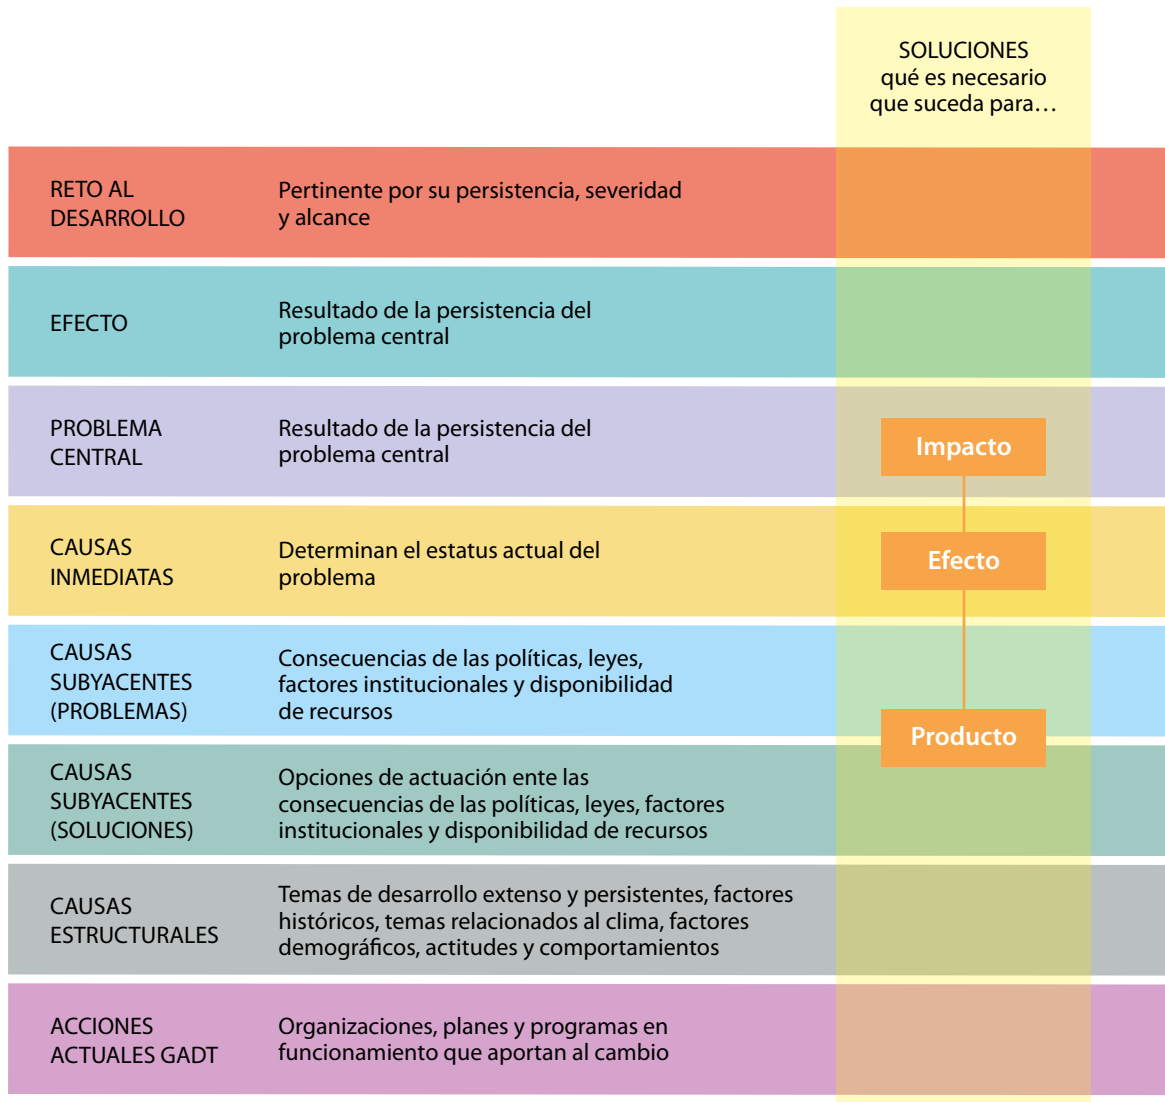 SOLUCIONES
qué es necesario
que suceda para…
RETO AL
DESARROLLO
Pertinente por su persistencia, severidad
y alcance
EFECTO
Resultado de la persistencia del
problema central
PROBLEMA
CENTRAL
Resultado de la persistencia del
problema central
Impacto
CAUSAS
INMEDIATAS
Determinan el estatus actual del
problema
Efecto
CAUSAS
SUBYACENTES
(PROBLEMAS)
Consecuencias de las políticas, leyes,
factores institucionales y disponibilidad
de recursos
Producto
CAUSAS
SUBYACENTES
(SOLUCIONES)
Opciones de actuación ente las
consecuencias de las políticas, leyes, factores
institucionales y disponibilidad de recursos
CAUSAS
ESTRUCTURALES
Temas de desarrollo extenso y persistentes, factores
históricos, temas relacionados al clima, factores
demográficos, actitudes y comportamientos
ACCIONES
ACTUALES GADT
Organizaciones, planes y programas en
funcionamiento que aportan al cambio